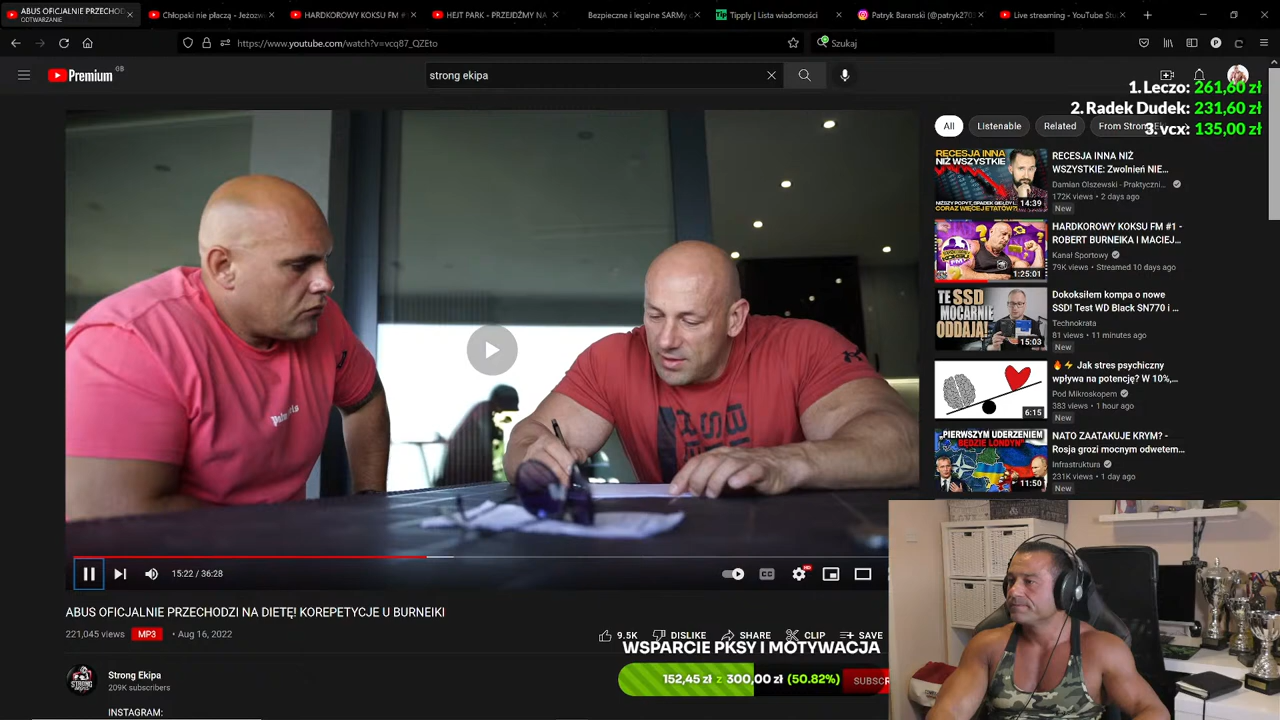 ABUS OFICJALNIE PRZECHOD
ODTWARZANIE
Chłopaki nie płaczą - Jeżozw
HARDKOROWY KOKSU FM #
HEJT PARK - PRZEJDŹMY NA
Bezpieczne i legalne SARMy
Tipply | Lista wiadomości
Patryk Baranski (@patryk270
Live streaming - YouTube Stu
https://www.youtube.com/watch?v=vcq87_QZEto
Szukaj
Premium GB
strong ekipa
1. Leczo: 261,60 zł
2. Radek Dudek: 231,60 zł
3. vcx: 135,00 zł
All
Listenable
Related
From Strong E
RECESJA INNA
NIŻ WSZYSTKIE
14:39
RECESJA INNA NIŻ
WSZYSTKIE: Zwolnień NIE...
Damian Olszewski - Praktyczni...
172K views • 2 days ago
New
1:25:01
HARDKOROWY KOKSU FM #1 -
ROBERT BURNEIKA I MACIEJ...
Kanał Sportowy
79K views • Streamed 10 days ago
TE SSD
MOCARNIE
ODDAJĄ!
15:03
Dokoksiłem kompa o nowe
SSD! Test WD Black SN770 i ...
Technokrata
81 views • 11 minutes ago
New
6:15
Jak stres psychiczny
wpływa na potencję? W 10%,...
Pod Mikroskopem
383 views • 1 hour ago
New
"PIERWSZYM UDERZENIEM
BĘDZIE LONDYN"
11:50
NATO ZAATAKUJE KRYM? -
Rosja grozi mocnym odwetem...
Infrastruktura
231K views • 1 day ago
New
15:22 / 36:28
CC
HD
ABUS OFICJALNIE PRZECHODZI NA DIETĘ! KOREPETYCJE U BURNEIKI
221,045 views
MP3
• Aug 16, 2022
9.5K
DISLIKE
SHARE
CLIP
SAVE
WSPARCIE PKSY I MOTYWACJA
152,45 zł z 300,00 zł (50.82%)
SUBSC
Strong Ekipa
209K subscribers
INSTAGRAM: